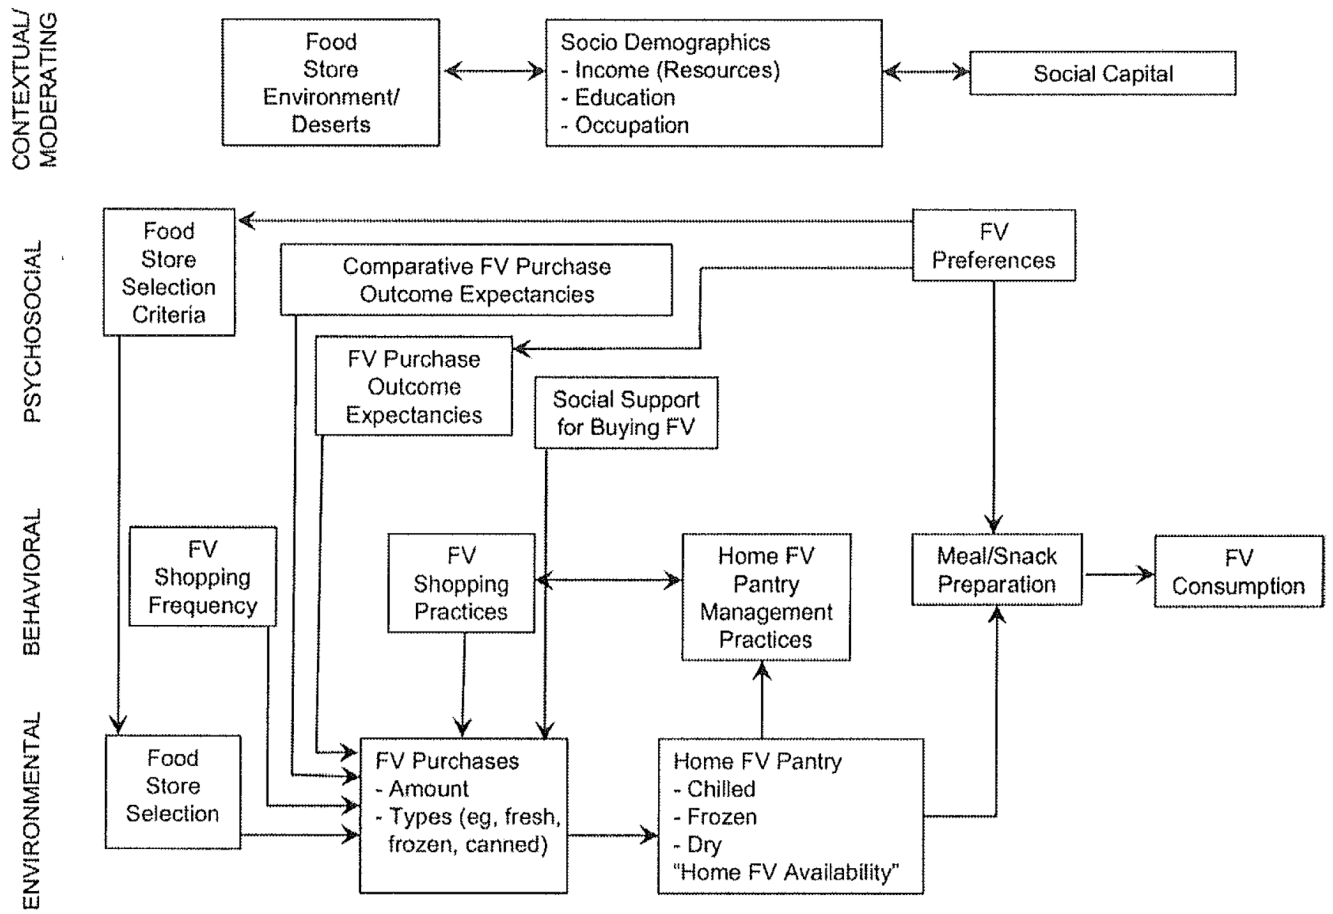 CONTEXTUAL/
MODERATING
Food
Store
Environment/
Deserts
Socio Demographics
- Income (Resources)
- Education
- Occupation
Social Capital
PSYCHOSOCIAL
Food
Store
Selection
Criteria
Comparative FV Purchase
Outcome Expectancies
FV
Preferences
FV Purchase
Outcome
Expectancies
Social Support
for Buying FV
BEHAVIORAL
FV
Shopping
Frequency
FV
Shopping
Practices
Home FV
Pantry
Management
Practices
Meal/Snack
Preparation
FV
Consumption
ENVIRONMENTAL
Food
Store
Selection
FV Purchases
- Amount
- Types (eg, fresh,
frozen, canned)
Home FV Pantry
- Chilled
- Frozen
- Dry
"Home FV Availability"